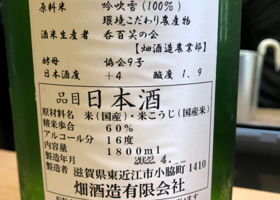 原料米 吟吹雪(100%)
環境こだわり農産物
酒米生産者 呑百笑の会
【畑酒造農業部】
酵母 協会9号
日本酒度 +4 酸度 1.9
品目 日本酒
原材料名 米(国産)・米こうじ(国産米)
精米歩合 60%
アルコール分 16度
内容量 1800ml
製造年月 2022.4.
製造者
滋賀県東近江市小脇町1410
畑酒造有限会社